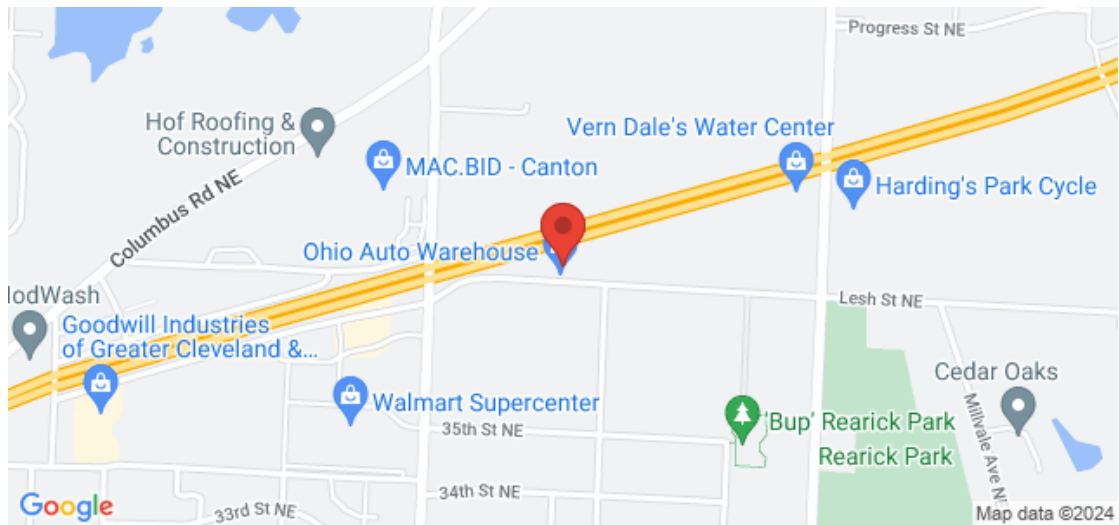 Progress St NE
Hof Roofing &
Construction
Vern Dale's Water Center
MAC.BID - Canton
Harding's Park Cycle
Columbus Rd NE
Ohio Auto Warehouse
Lesh St NE
Goodwill Industries
of Greater Cleveland &...
Cedar Oaks
Walmart Supercenter
'Bup' Rearick Park
35th St NE
Rearick Park
Millvale Ave N
34th St NE
33rd St NE
Google
Map data ©2024